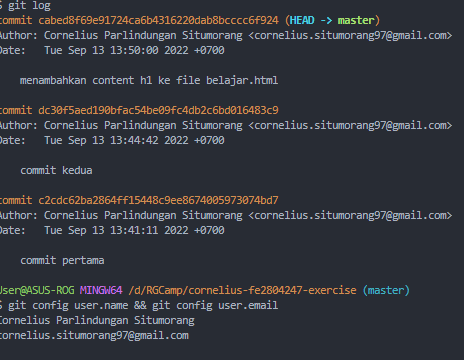 $ git log
commit cabed8f69e91724ca6b4316220dab8bcccc6f924 (HEAD -> master)
Author: Cornelius Parlindungan Situmorang <cornelius.situmorang97@gmail.com>
Date:   Tue Sep 13 13:50:00 2022 +0700
menambahkan content h1 ke file belajar.html
commit dc30f5aed190bfac54be09fc4db2c6bd016483c9
Author: Cornelius Parlindungan Situmorang <cornelius.situmorang97@gmail.com>
Date:   Tue Sep 13 13:44:42 2022 +0700
commit kedua
commit c2cdc62ba2864ff15448c9ee8674005973074bd7
Author: Cornelius Parlindungan Situmorang <cornelius.situmorang97@gmail.com>
Date:   Tue Sep 13 13:41:11 2022 +0700
commit pertama
User@ASUS-ROG MINGW64 /d/RGCamp/cornelius-fe2804247-exercise (master)
$ git config user.name && git config user.email
Cornelius Parlindungan Situmorang
cornelius.situmorang97@gmail.com